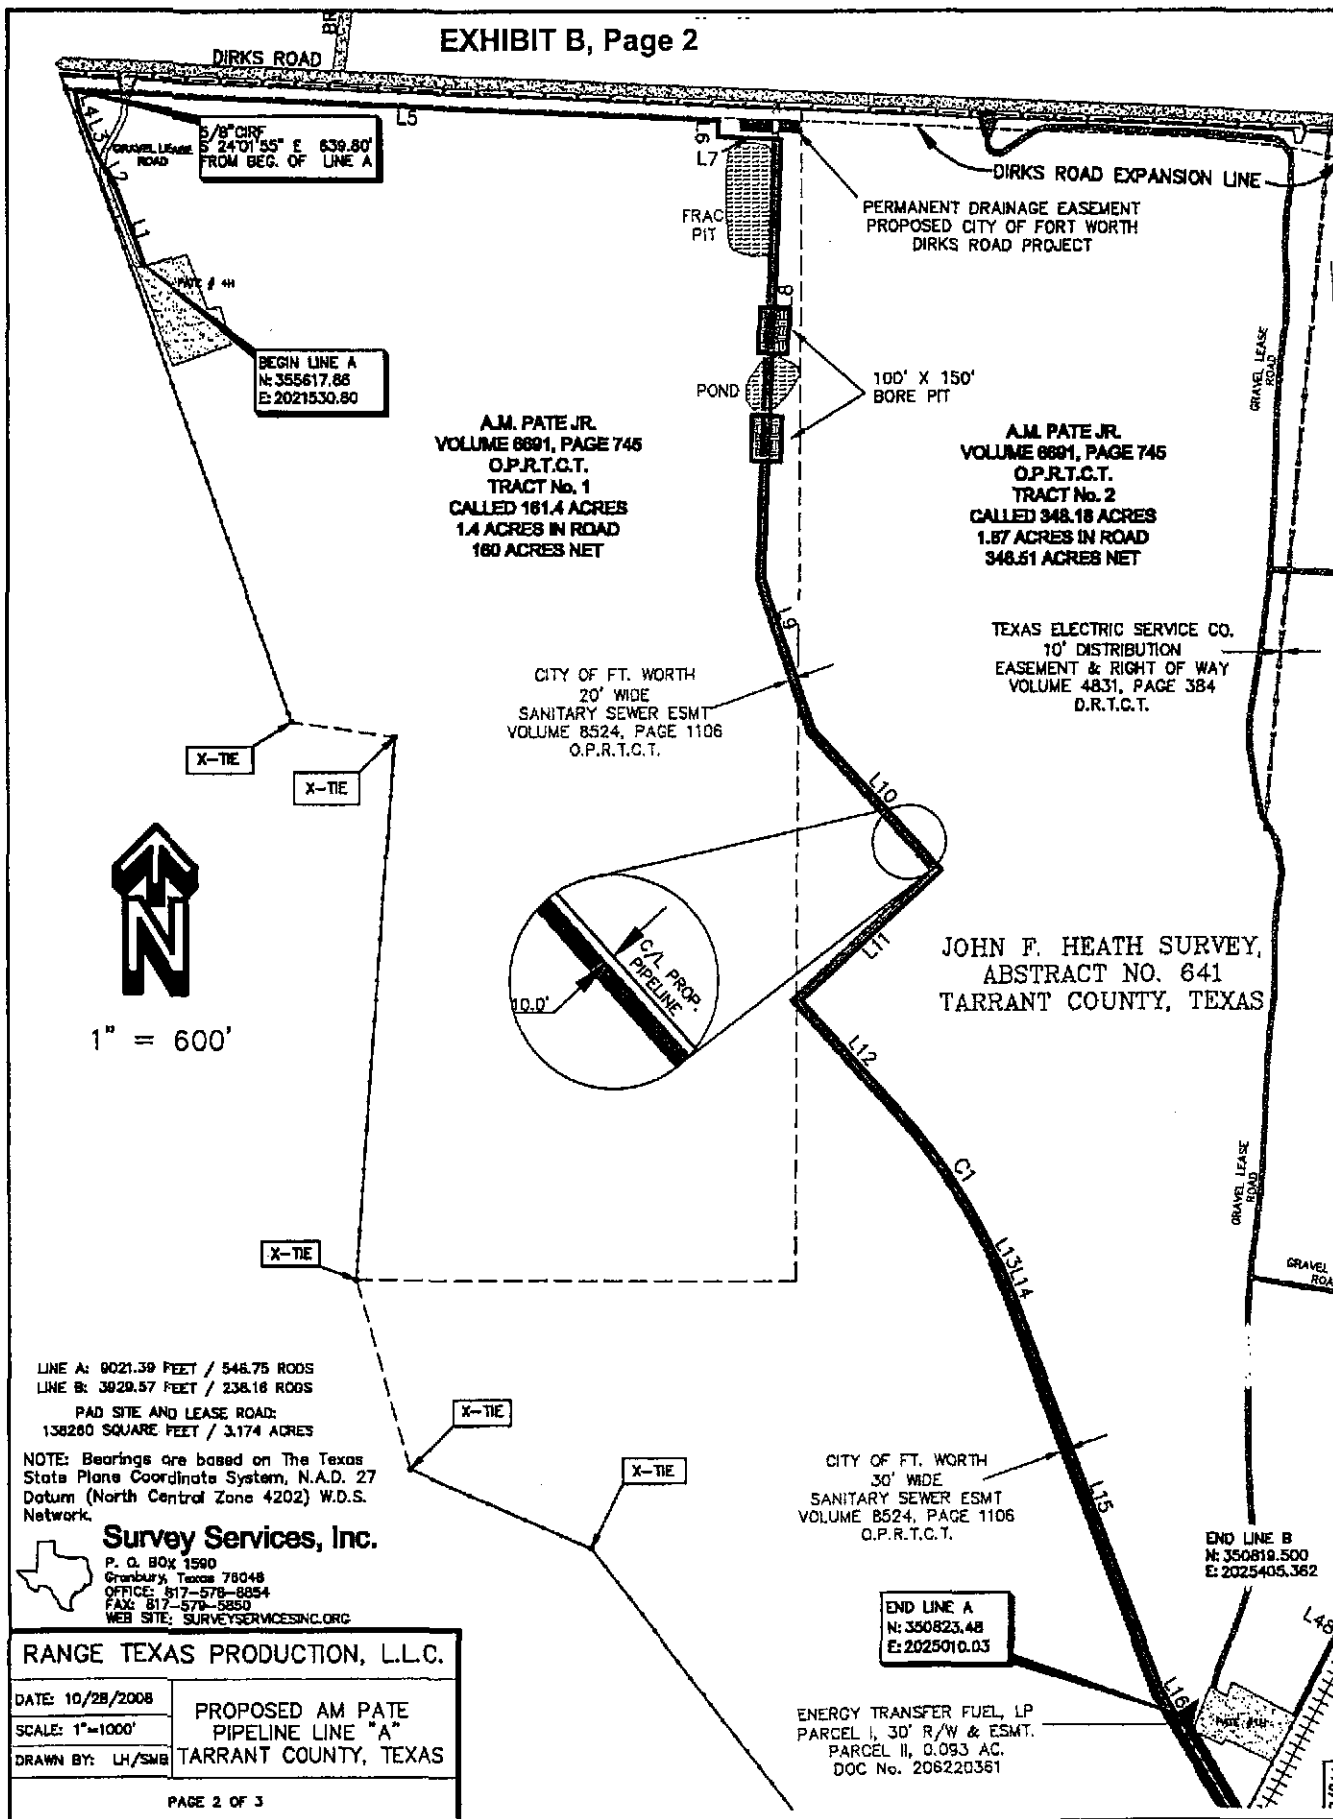 EXHIBIT B, Page 2
DIRKS ROAD
BR
L5
5/8" CIRF
S 24°01'55" E 639.80'
FROM BEG. OF LINE A
GRAVEL LEASE
ROAD
L4
L3
L2
L1
L6
L7
DIRKS ROAD EXPANSION LINE
FRAC
PIT
PERMANENT DRAINAGE EASEMENT
PROPOSED CITY OF FORT WORTH
DIRKS ROAD PROJECT
PATE # 4H
L8
BEGIN LINE A
N: 355617.86
E: 2021530.80
POND
100' X 150'
BORE PIT
GRAVEL LEASE
ROAD
A.M. PATE JR.
VOLUME 6691, PAGE 745
O.P.R.T.C.T.
TRACT No. 1
CALLED 161.4 ACRES
1.4 ACRES IN ROAD
160 ACRES NET
A.M. PATE JR.
VOLUME 6691, PAGE 745
O.P.R.T.C.T.
TRACT No. 2
CALLED 348.18 ACRES
1.67 ACRES IN ROAD
346.51 ACRES NET
L9
CITY OF FT. WORTH
20' WIDE
SANITARY SEWER ESMT
VOLUME 8524, PAGE 1106
O.P.R.T.C.T.
TEXAS ELECTRIC SERVICE CO.
10' DISTRIBUTION
EASEMENT & RIGHT OF WAY
VOLUME 4831, PAGE 384
D.R.T.C.T.
X-TIE
X-TIE
L10
N
1" = 600'
C/L PROP.
PIPELINE
10.0'
L11
JOHN F. HEATH SURVEY,
ABSTRACT NO. 641
TARRANT COUNTY, TEXAS
L12
C1
GRAVEL LEASE
ROAD
X-TIE
L13
L14
GRAVEL
ROA
LINE A: 9021.39 FEET / 546.75 RODS
LINE B: 3929.57 FEET / 238.16 RODS
PAD SITE AND LEASE ROAD:
138260 SQUARE FEET / 3.174 ACRES
X-TIE
X-TIE
NOTE: Bearings are based on The Texas
State Plane Coordinate System, N.A.D. 27
Datum (North Central Zone 4202) W.D.S.
Network.
CITY OF FT. WORTH
30' WIDE
SANITARY SEWER ESMT
VOLUME 8524, PAGE 1106
O.P.R.T.C.T.
L15
Survey Services, Inc.
P. O. BOX 1590
Granbury, Texas 76048
OFFICE: 817-578-8854
FAX: 817-579-5850
WEB SITE: SURVEYSERVICESINC.ORG
END LINE B
N: 350819.500
E: 2025405.362
END LINE A
N: 350823.48
E: 2025010.03
L48
L16
ENERGY TRANSFER FUEL, LP
PARCEL I, 30' R/W & ESMT.
PARCEL II, 0.093 AC.
DOC No. 206220361
RANGE TEXAS PRODUCTION, L.L.C.
DATE: 10/28/2008
SCALE: 1"=1000'
DRAWN BY: LH/SMB
PROPOSED AM PATE
PIPELINE LINE "A"
TARRANT COUNTY, TEXAS
PAGE 2 OF 3